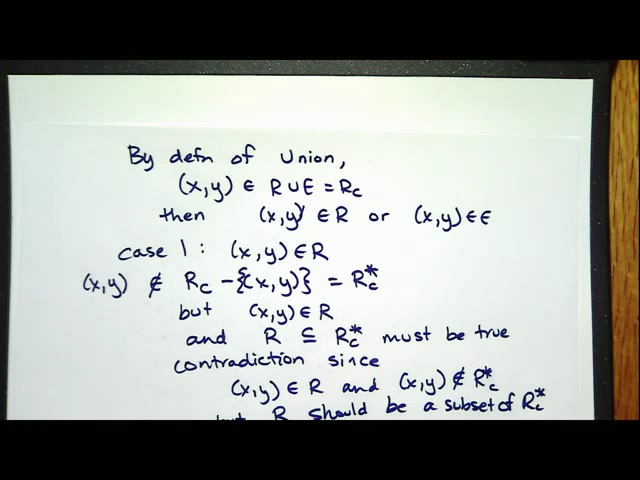 By defn of Union,
(x,y) ∈ R ∪ E = Rc
then (x,y) ∈ R or (x,y) ∈ E
case 1: (x,y) ∈ R
(x,y) ∉ Rc - {(x,y)} = Rc*
but (x,y) ∈ R
and R ⊆ Rc* must be true
contradiction since
(x,y) ∈ R and (x,y) ∉ Rc*
but R should be a subset of Rc*